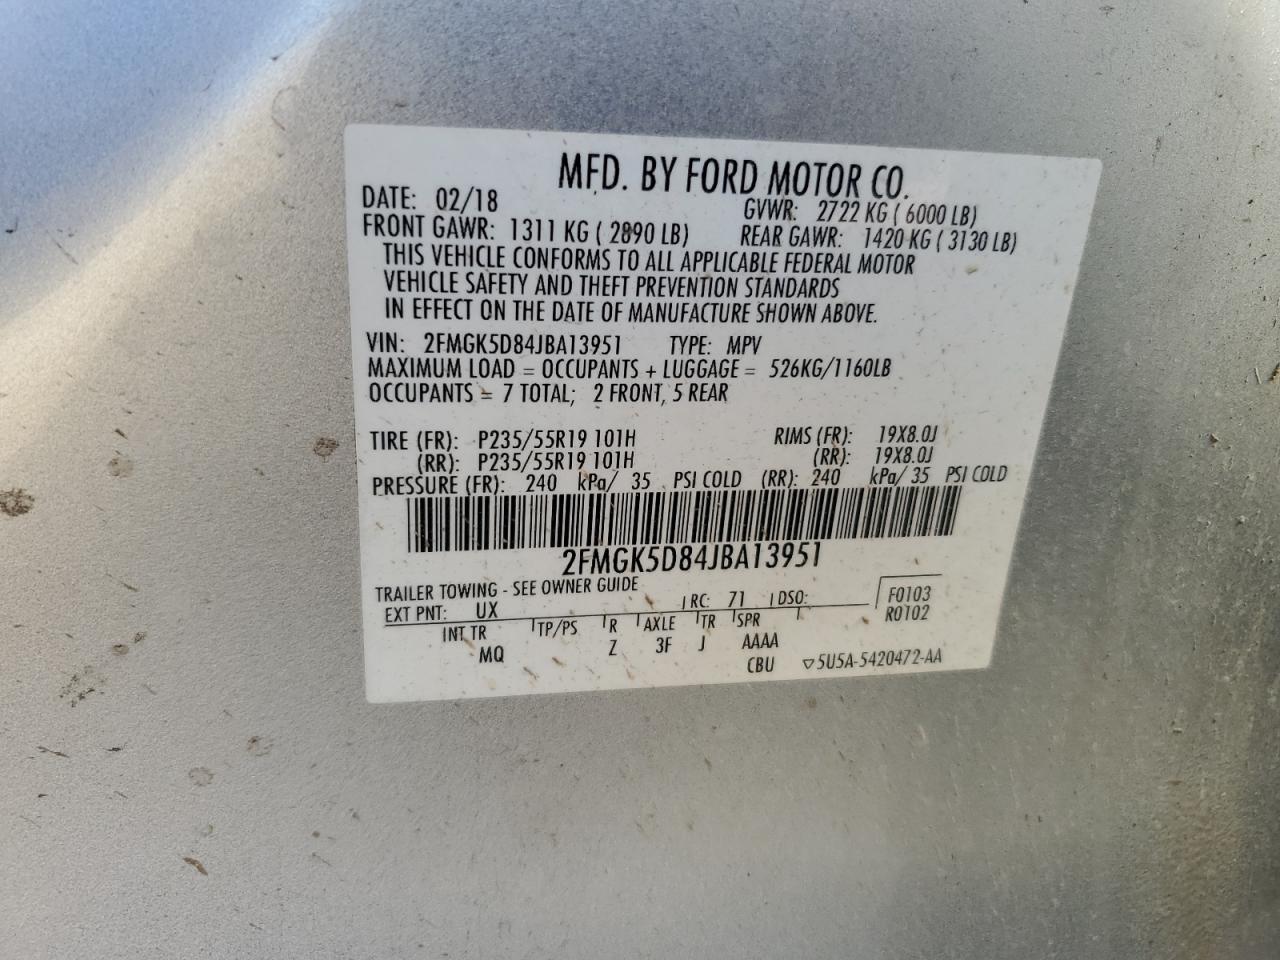 MFD. BY FORD MOTOR CO.
DATE: 02/18 GVWR: 2722 KG ( 6000 LB)
FRONT GAWR: 1311 KG ( 2890 LB) REAR GAWR: 1420 KG ( 3130 LB)
THIS VEHICLE CONFORMS TO ALL APPLICABLE FEDERAL MOTOR
VEHICLE SAFETY AND THEFT PREVENTION STANDARDS
IN EFFECT ON THE DATE OF MANUFACTURE SHOWN ABOVE.
VIN: 2FMGK5D84JBA13951 TYPE: MPV
MAXIMUM LOAD = OCCUPANTS + LUGGAGE = 526KG/1160LB
OCCUPANTS = 7 TOTAL; 2 FRONT, 5 REAR
TIRE (FR): P235/55R19 101H RIMS (FR): 19X8.0J
(RR): P235/55R19 101H (RR): 19X8.0J
PRESSURE (FR): 240 kPa/ 35 PSI COLD (RR): 240 kPa/ 35 PSI COLD
2FMGK5D84JBA13951
TRAILER TOWING - SEE OWNER GUIDE
EXT PNT: UX RC: 71 DSO: F0103
R0102
INT TR TP/PS R AXLE TR SPR
MQ Z 3F J AAAA
CBU ▽5U5A-5420472-AA